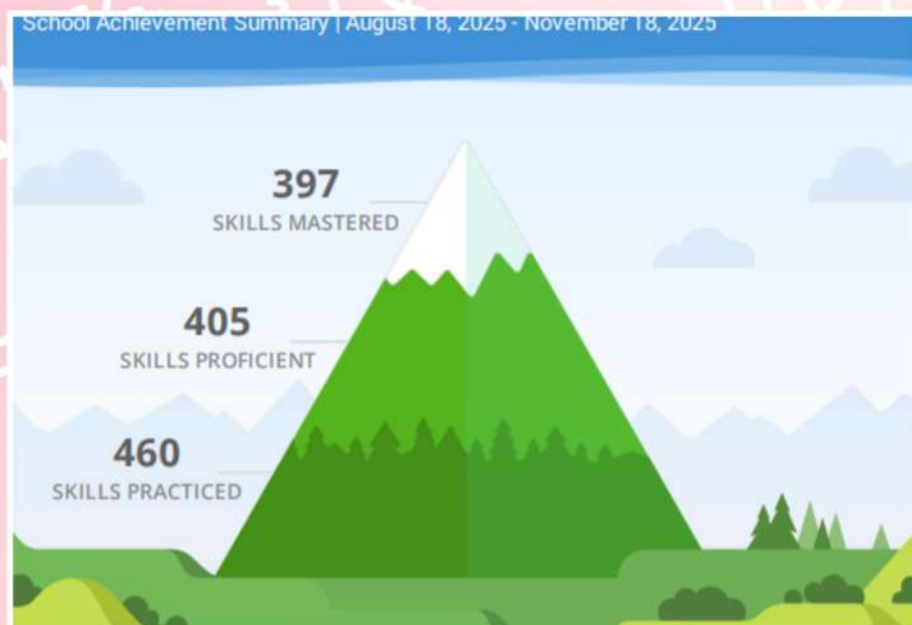 School Achievement Summary | August 18, 2025 - November 18, 2025
397
SKILLS MASTERED
405
SKILLS PROFICIENT
460
SKILLS PRACTICED